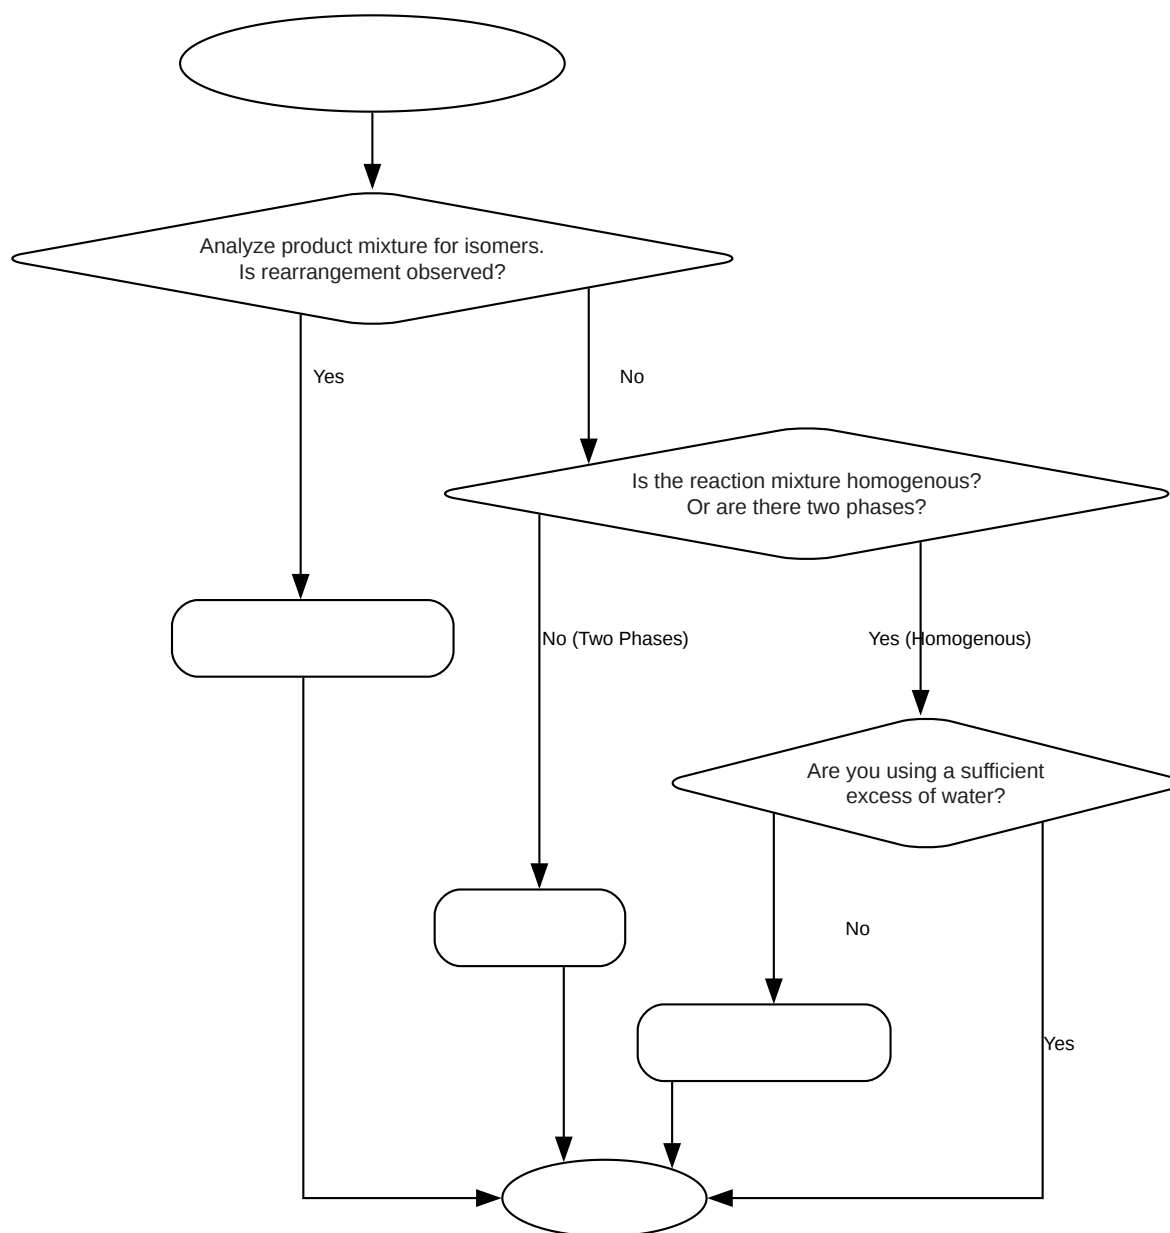 Analyze product mixture for isomers.
Is rearrangement observed?
Yes
No
Is the reaction mixture homogenous?
Or are there two phases?
No (Two Phases)
Yes (Homogenous)
Are you using a sufficient
excess of water?
No
Yes